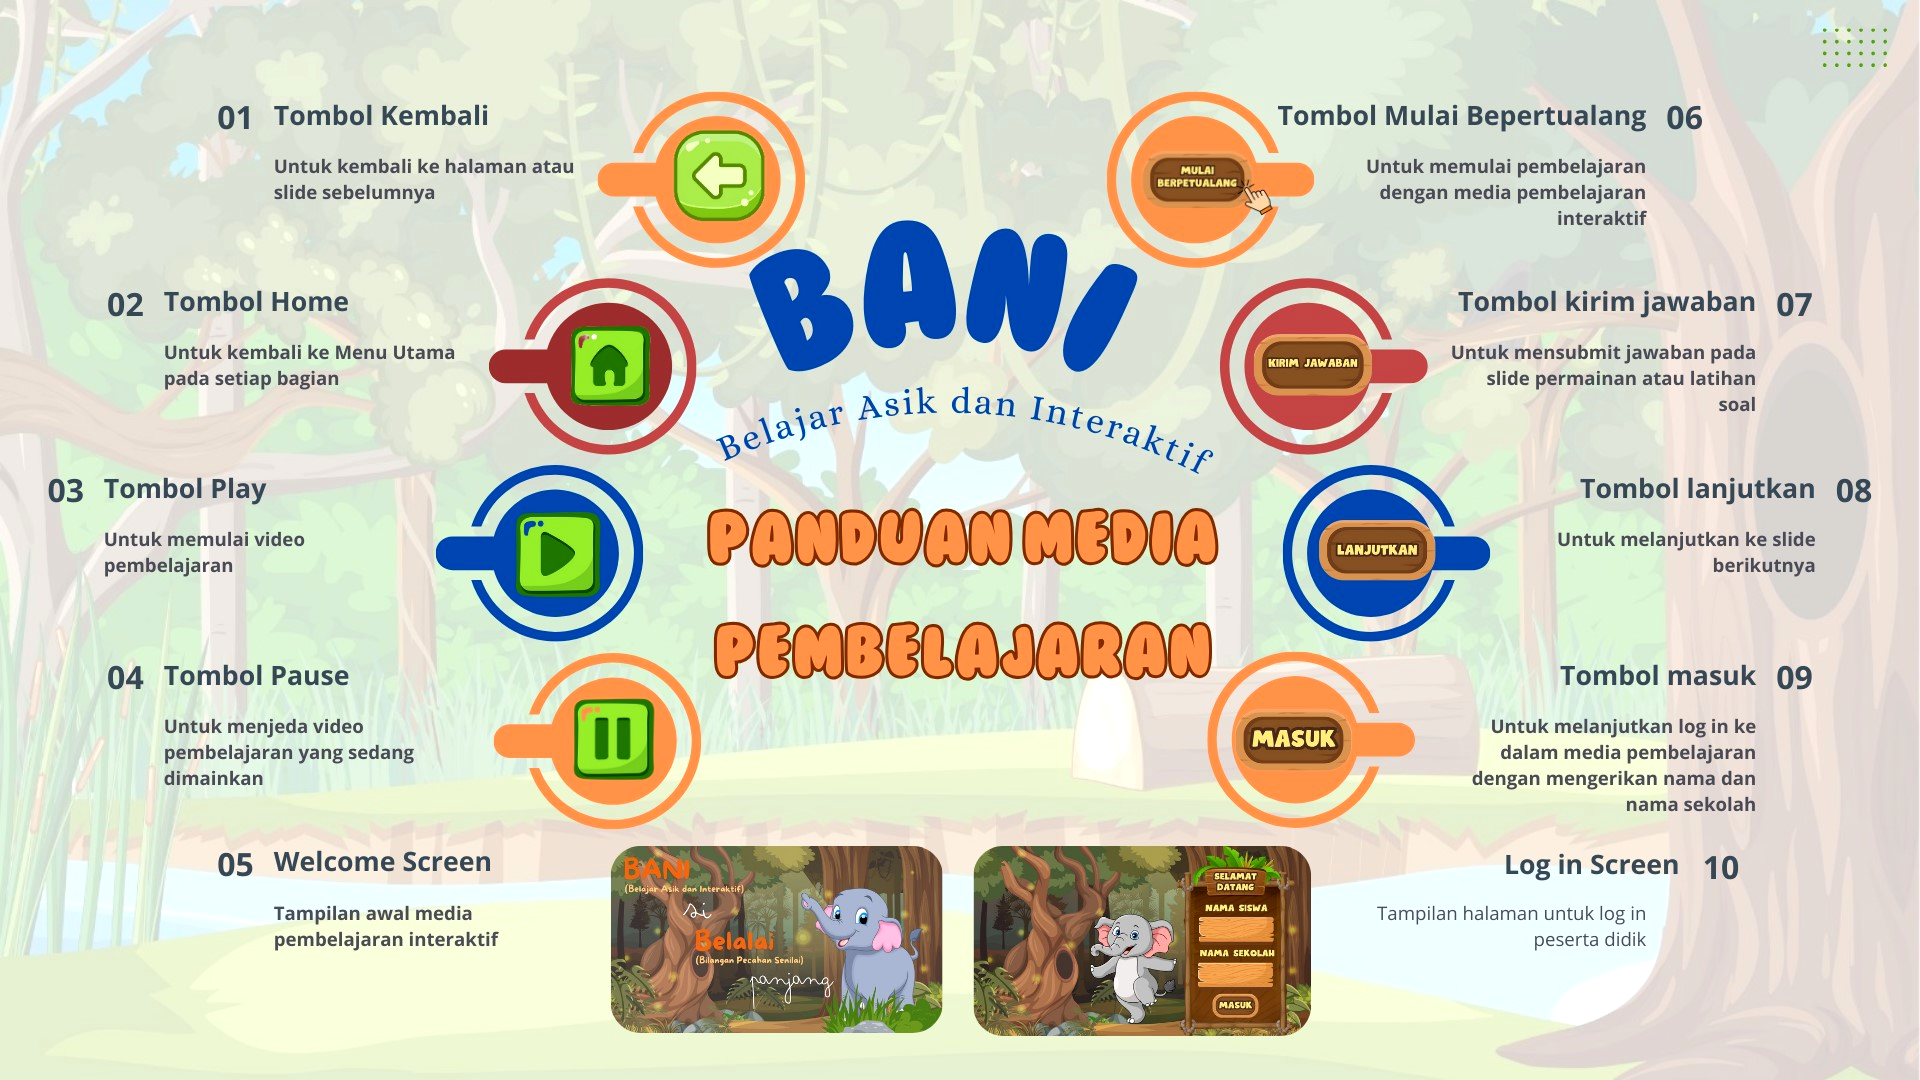 01 Tombol Kembali
Untuk kembali ke halaman atau
slide sebelumnya
02 Tombol Home
Untuk kembali ke Menu Utama
pada setiap bagian
03 Tombol Play
Untuk memulai video
pembelajaran
04 Tombol Pause
Untuk menjeda video
pembelajaran yang sedang
dimainkan
05 Welcome Screen
Tampilan awal media
pembelajaran interaktif
BANI
Belajar Asik dan Interaktif
PANDUAN MEDIA
PEMBELAJARAN
BANI
(Belajar Asik dan Interaktif)
si
Belalai
(Bilangan Pecahan Senilai)
panjang
SELAMAT
DATANG
NAMA SISWA
NAMA SEKOLAH
MASUK
MULAI
BERPETUALANG
Tombol Mulai Bepertualang 06
Untuk memulai pembelajaran
dengan media pembelajaran
interaktif
KIRIM JAWABAN
Tombol kirim jawaban 07
Untuk mensubmit jawaban pada
slide permainan atau latihan
soal
LANJUTKAN
Tombol lanjutkan 08
Untuk melanjutkan ke slide
berikutnya
MASUK
Tombol masuk 09
Untuk melanjutkan log in ke
dalam media pembelajaran
dengan mengerikan nama dan
nama sekolah
Log in Screen 10
Tampilan halaman untuk log in
peserta didik